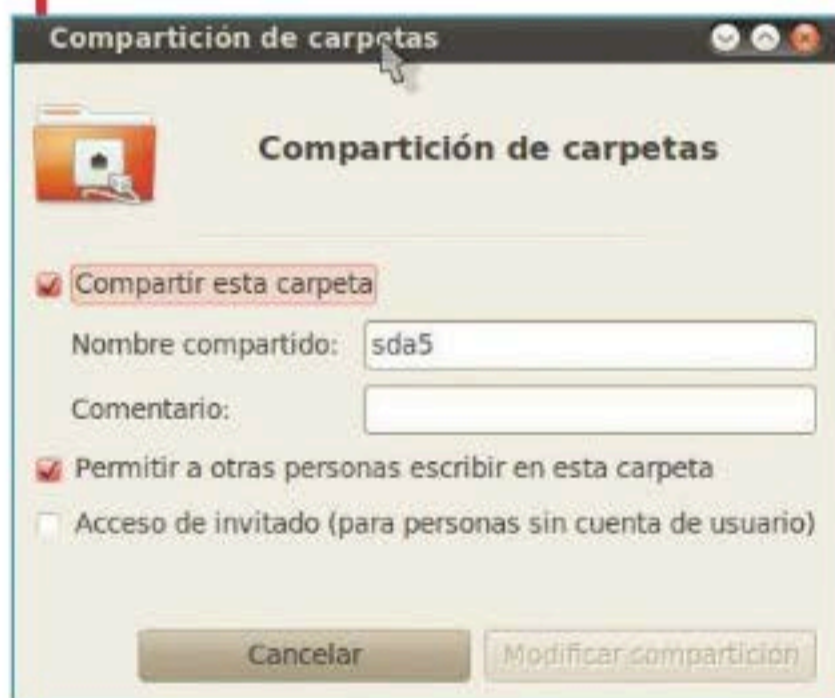 Compartición de carpetas
Compartición de carpetas
Compartir esta carpeta
Nombre compartido: sda5
Comentario:
Permitir a otras personas escribir en esta carpeta
Acceso de invitado (para personas sin cuenta de usuario)
Cancelar Modificar compartición